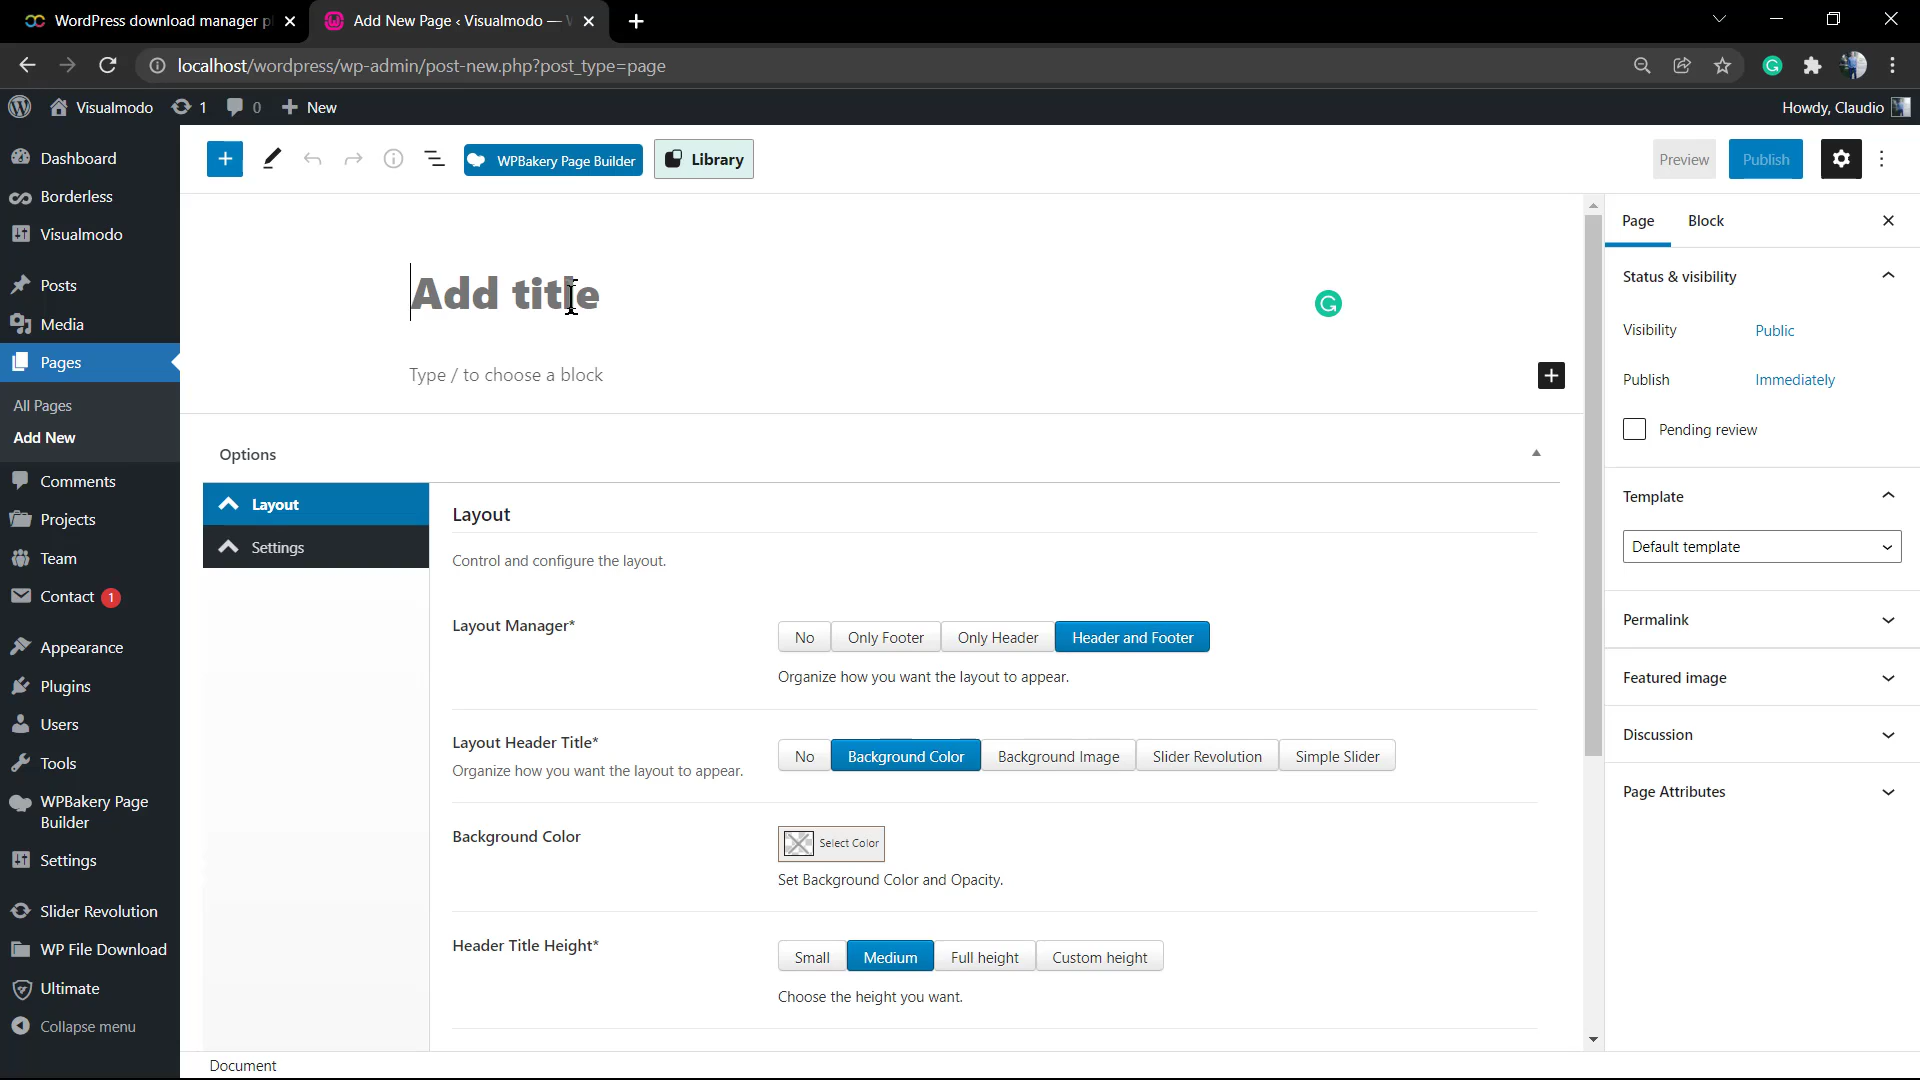 WordPress download manager p
Add New Page ‹ Visualmodo —
localhost/wordpress/wp-admin/post-new.php?post_type=page
Visualmodo 1 0 New
Howdy, Claudio
Dashboard
Borderless
Visualmodo
Posts
Media
Pages
All Pages
Add New
Comments
Projects
Team
Contact 1
Appearance
Plugins
Users
Tools
WPBakery Page
Builder
Settings
Slider Revolution
WP File Download
Ultimate
Collapse menu
WPBakery Page Builder
Library
Preview
Publish
Add title
Type / to choose a block
Options
Layout
Settings
Layout
Control and configure the layout.
Layout Manager*
No Only Footer Only Header Header and Footer
Organize how you want the layout to appear.
Layout Header Title*
Organize how you want the layout to appear.
No Background Color Background Image Slider Revolution Simple Slider
Background Color
Select Color
Set Background Color and Opacity.
Header Title Height*
Small Medium Full height Custom height
Choose the height you want.
Document
Page Block
Status & visibility
Visibility Public
Publish Immediately
Pending review
Template
Default template
Permalink
Featured image
Discussion
Page Attributes